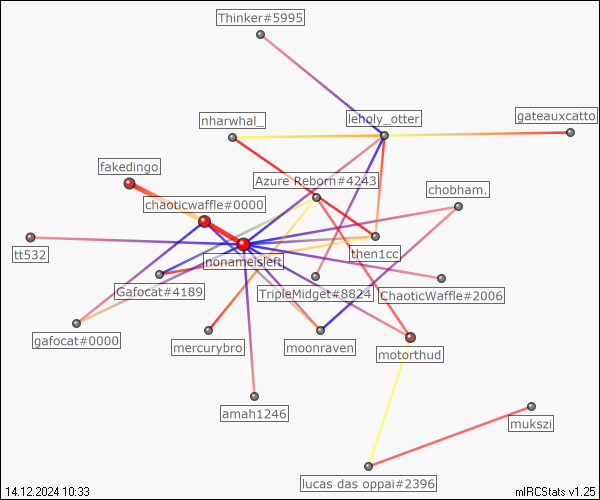 Thinker#5995
gateauxcatto
nharwhal_
leholy_otter
fakedingo
Azure Reborn#4243
chobham.
chaoticwaffle#0000
tt532
nonameisleft
then1cc
Gafocat#4189
TripleMidget#8824
ChaoticWaffle#2006
gafocat#0000
mercurybro
moonraven
motorthud
amah1246
mukszi
lucas das oppai#2396
14.12.2024 10:33
mIRCStats v1.25